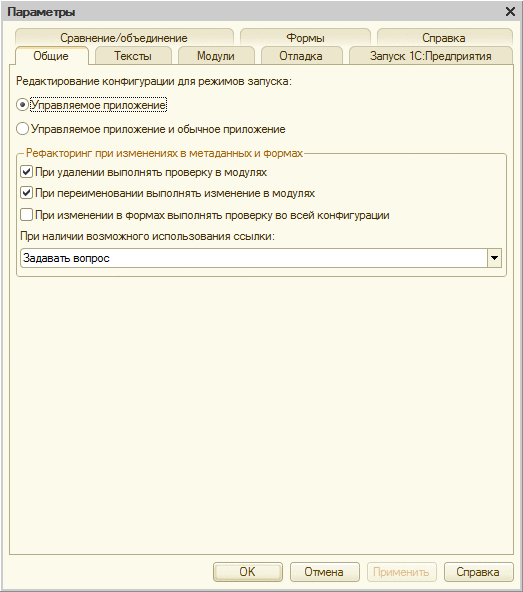 Параметры
Сравнение/объединение Формы Справка
Общие Тексты Модули Отладка Запуск 1С:Предприятия
Редактирование конфигурации для режимов запуска:
Управляемое приложение
Управляемое приложение и обычное приложение
Рефакторинг при изменениях в метаданных и формах
При удалении выполнять проверку в модулях
При переименовании выполнять изменение в модулях
При изменении в формах выполнять проверку во всей конфигурации
При наличии возможного использования ссылки:
Задавать вопрос
ОК Отмена Применить Справка